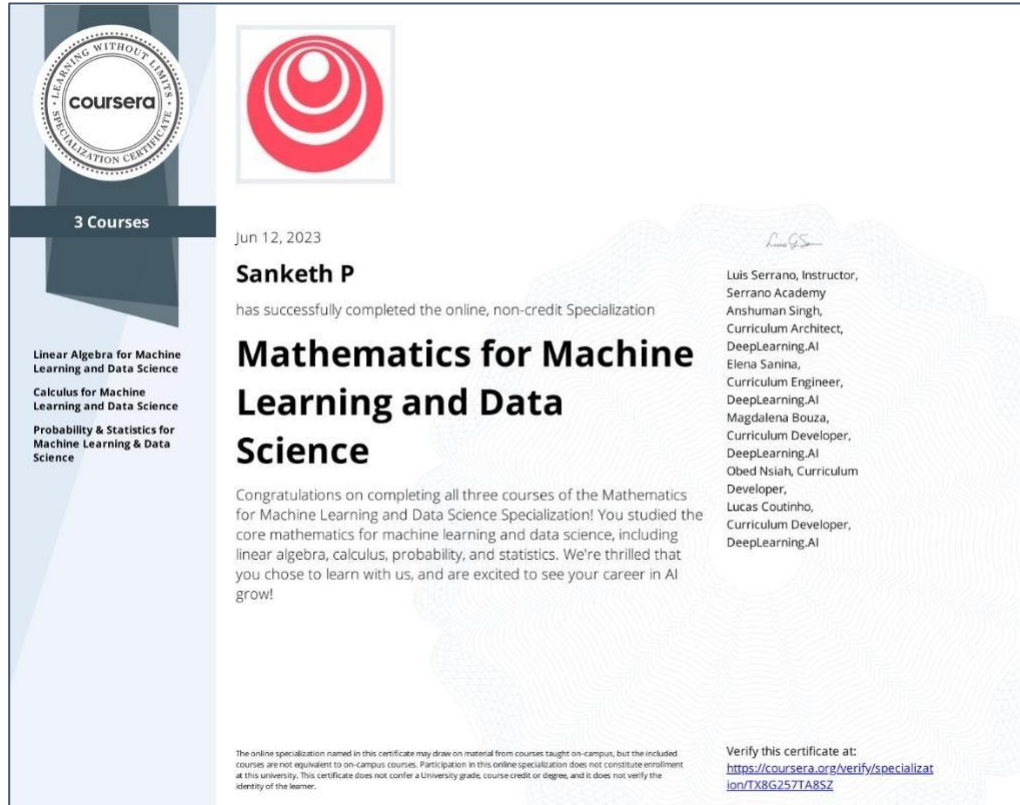 LEARNING WITHOUT LIMITS
coursera
SPECIALIZATION CERTIFICATE
3 Courses
Linear Algebra for Machine
Learning and Data Science
Calculus for Machine
Learning and Data Science
Probability & Statistics for
Machine Learning & Data
Science
Jun 12, 2023
Sanketh P
has successfully completed the online, non-credit Specialization
Mathematics for Machine
Learning and Data
Science
Congratulations on completing all three courses of the Mathematics
for Machine Learning and Data Science Specialization! You studied the
core mathematics for machine learning and data science, including
linear algebra, calculus, probability, and statistics. We're thrilled that
you chose to learn with us, and are excited to see your career in AI
grow!
The online specialization named in this certificate may draw on material from courses taught on-campus, but the included
courses are not equivalent to on-campus courses. Participation in this online specialization does not constitute enrollment
at this university. This certificate does not confer a University grade, course credit or degree, and it does not verify the
identity of the learner.
Luis Serrano, Instructor,
Serrano Academy
Anshuman Singh,
Curriculum Architect,
DeepLearning.AI
Elena Sanina,
Curriculum Engineer,
DeepLearning.AI
Magdalena Bouza,
Curriculum Developer,
DeepLearning.AI
Obed Nsiah, Curriculum
Developer,
Lucas Coutinho,
Curriculum Developer,
DeepLearning.AI
Verify this certificate at:
https://coursera.org/verify/specializat
ion/TX8G257TA8SZ